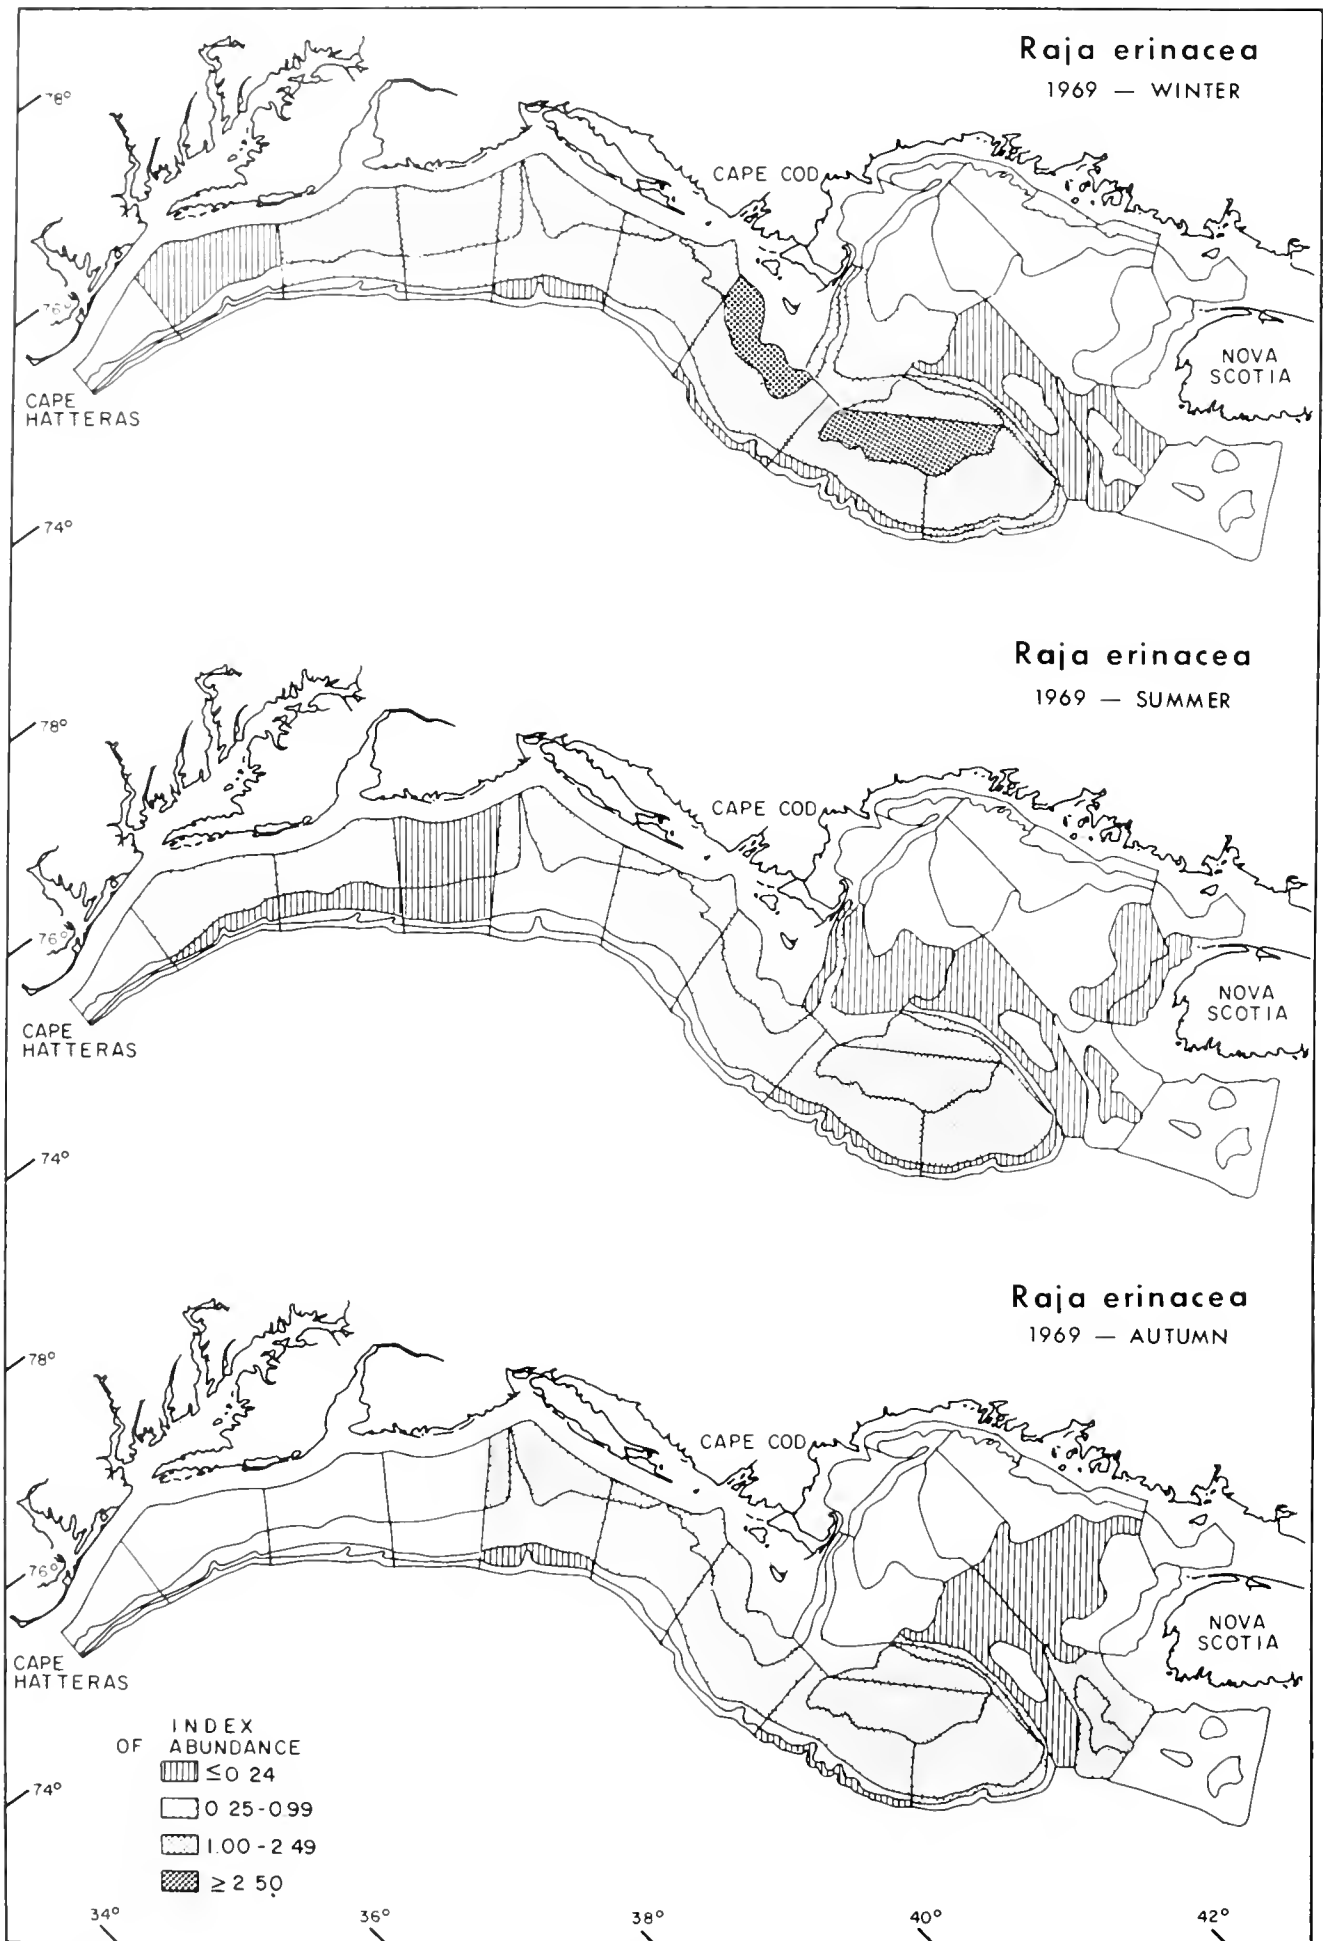 Raja erinacea
1969 — WINTER
78°
CAPE COD
76°
NOVA
SCOTIA
CAPE
HATTERAS
74°
Raja erinacea
1969 — SUMMER
78°
CAPE COD
76°
NOVA
SCOTIA
CAPE
HATTERAS
74°
Raja erinacea
1969 — AUTUMN
78°
CAPE COD
76°
NOVA
SCOTIA
CAPE
HATTERAS
INDEX
OF ABUNDANCE
≤0 24
74°
0 25-0.99
1.00-2 49
≥2 50
34° 36° 38° 40° 42°